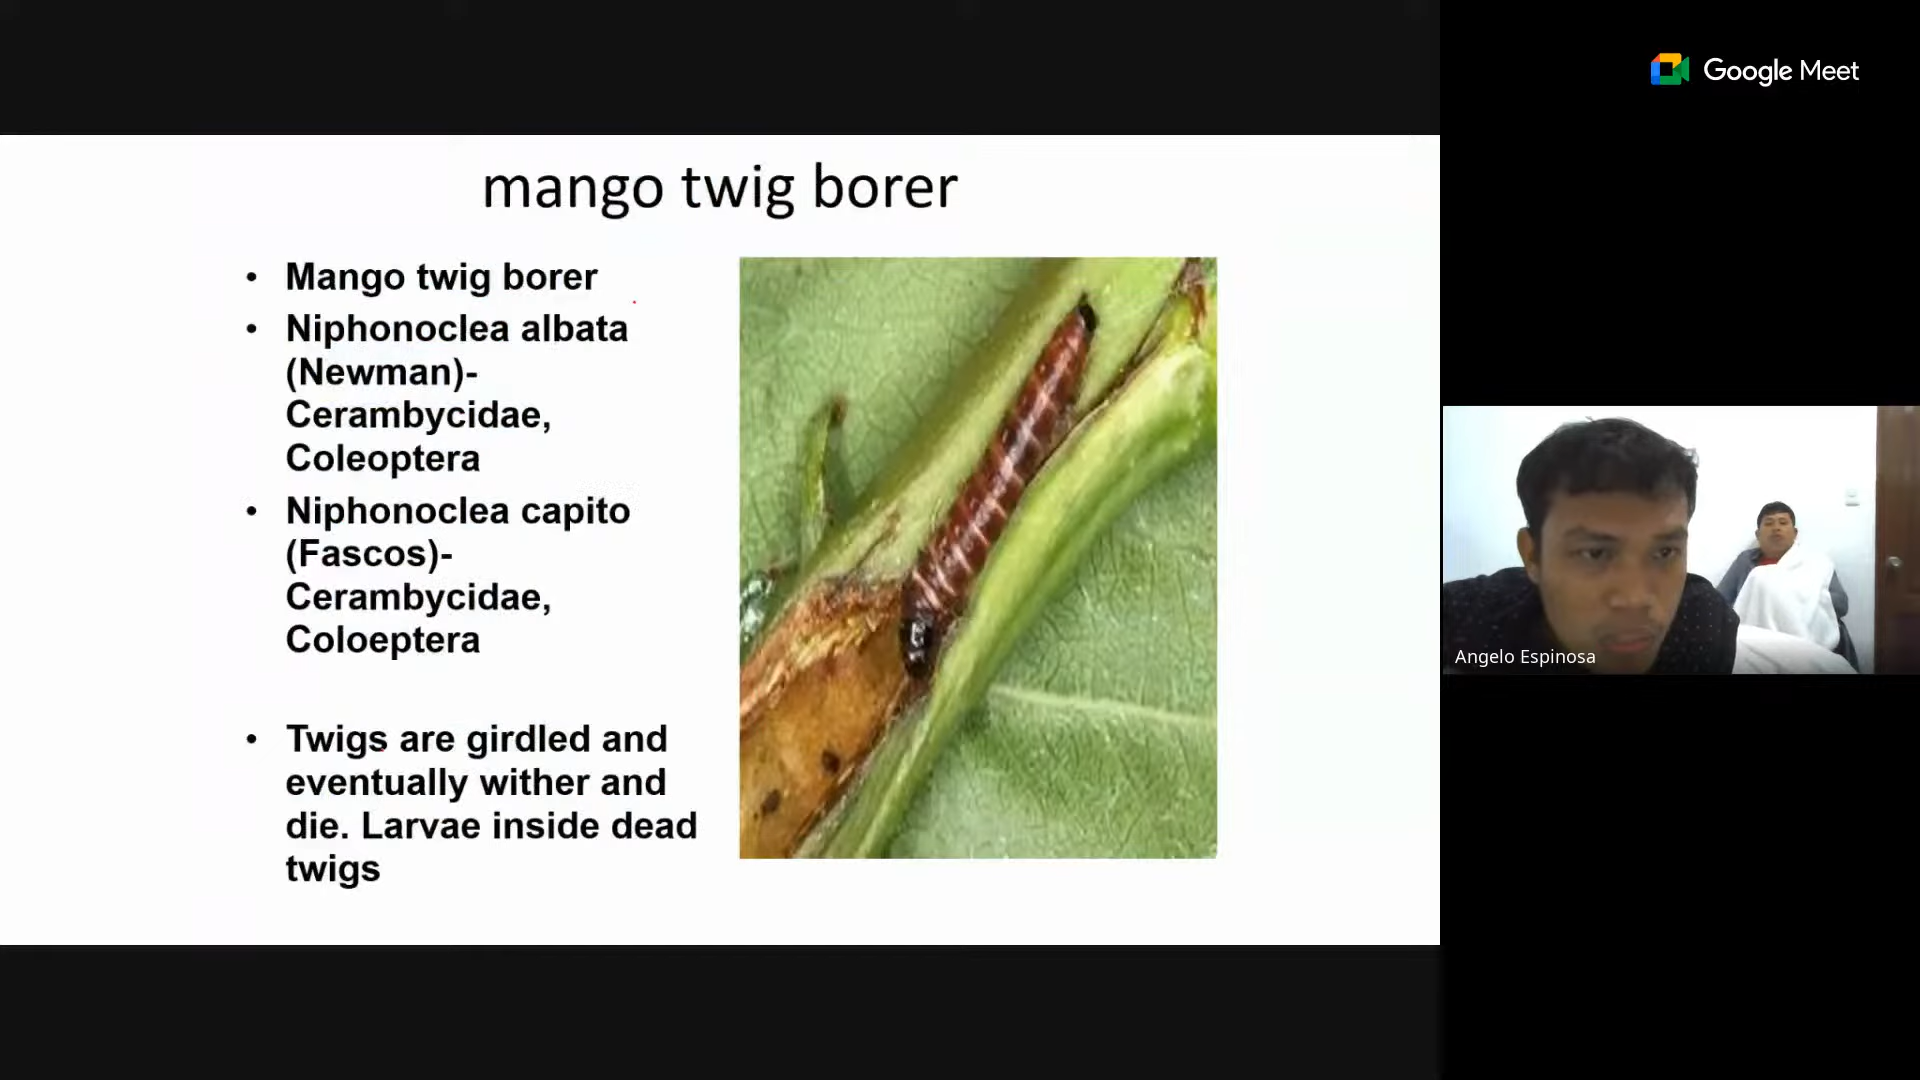 Google Meet
mango twig borer
• Mango twig borer
• Niphonoclea albata
(Newman)-
Cerambycidae,
Coleoptera
• Niphonoclea capito
(Fascos)-
Cerambycidae,
Coloeptera
• Twigs are girdled and
eventually wither and
die. Larvae inside dead
twigs
Angelo Espinosa